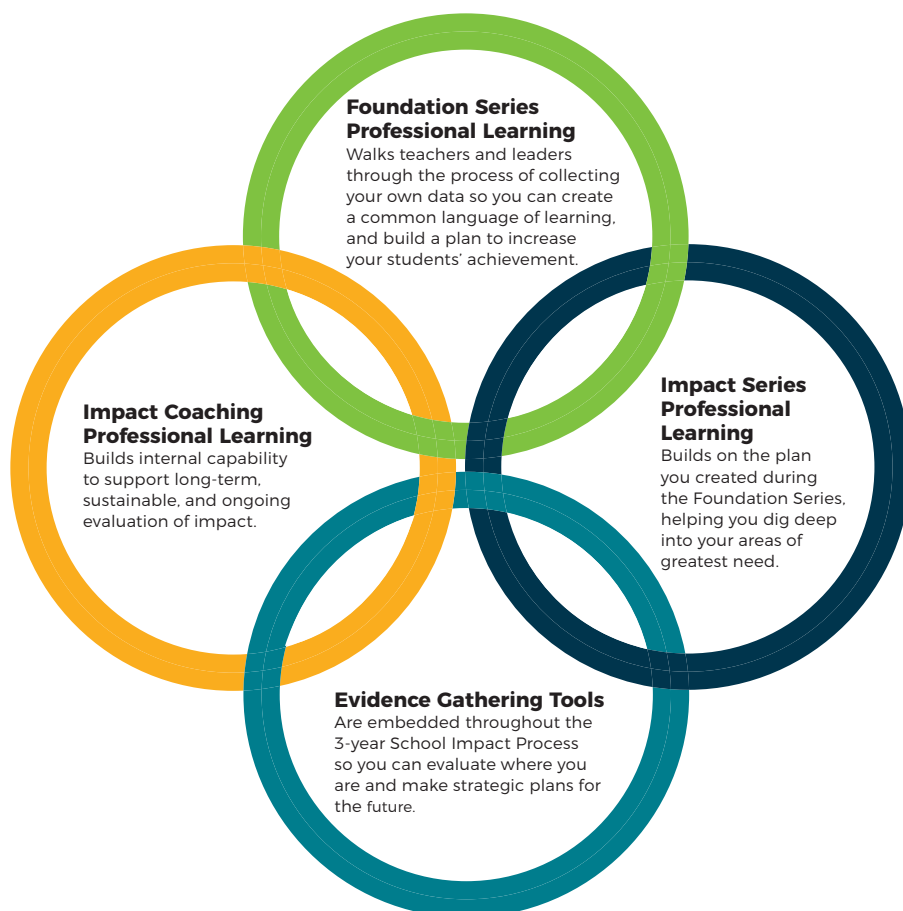 Foundation Series
Professional Learning
Walks teachers and leaders
through the process of collecting
your own data so you can create
a common language of learning,
and build a plan to increase
your students’ achievement.
Impact Coaching
Professional Learning
Builds internal capability
to support long-term,
sustainable, and ongoing
evaluation of impact.
Impact Series
Professional
Learning
Builds on the plan
you created during
the Foundation Series,
helping you dig deep
into your areas of
greatest need.
Evidence Gathering Tools
Are embedded throughout the
3-year School Impact Process
so you can evaluate where you
are and make strategic plans for
the future.